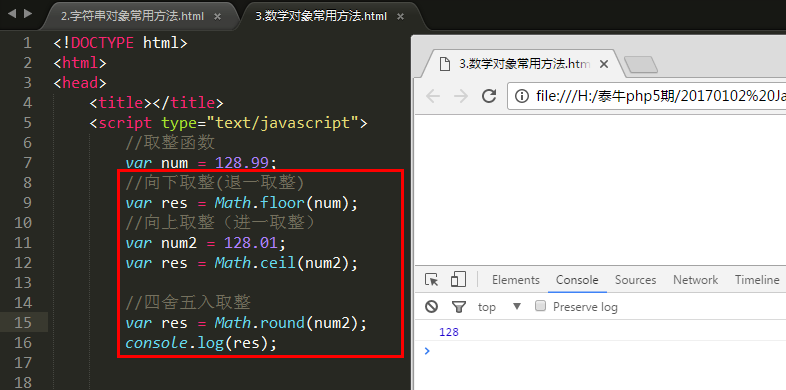 2.字符串对象常用方法.html ×
3.数学对象常用方法.html ×
1 <!DOCTYPE html>
2 <html>
3 <head>
4 <title></title>
5 <script type="text/javascript">
6 //取整函数
7 var num = 128.99;
8 //向下取整(退一取整)
9 var res = Math.floor(num);
10 //向上取整（进一取整）
11 var num2 = 128.01;
12 var res = Math.ceil(num2);
13
14 //四舍五入取整
15 var res = Math.round(num2);
16 console.log(res);
17
18
3.数学对象常用方法.htm ×
file:///H:/泰牛php5期/20170102%20Ja
Elements Console Sources Network Timeline
top ▼ Preserve log
128
>